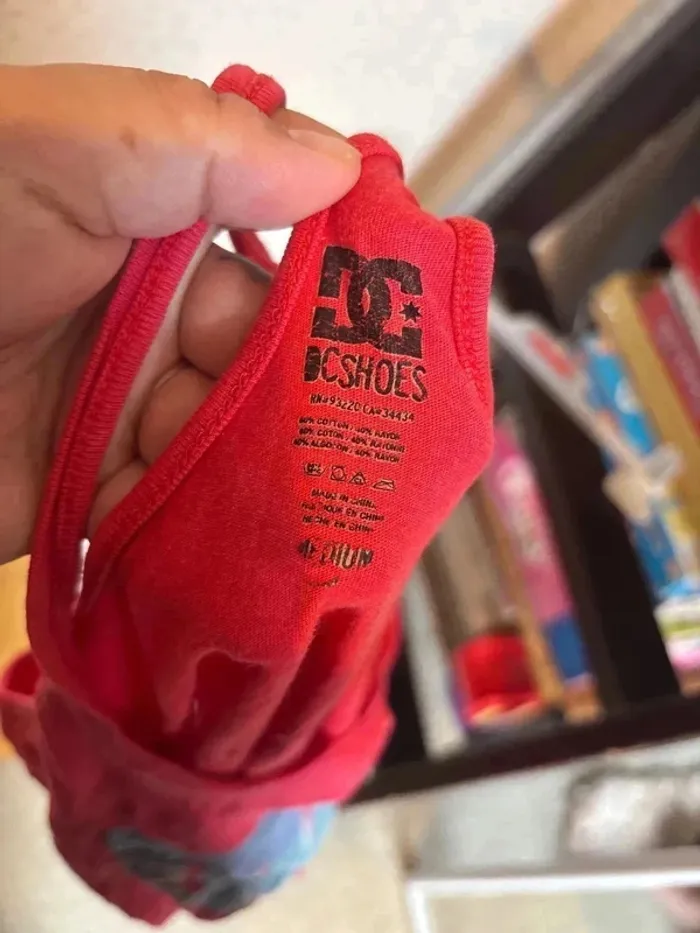 DC
DCSHOES
RN#93220 CA#34434
60% COTTON, 40% RAYON
60% COTON, 40% RAYONNE
60% ALGODON, 40% RAYON
MADE IN CHINA
EN CHINE
HECHO EN CHINA
MEDIUM